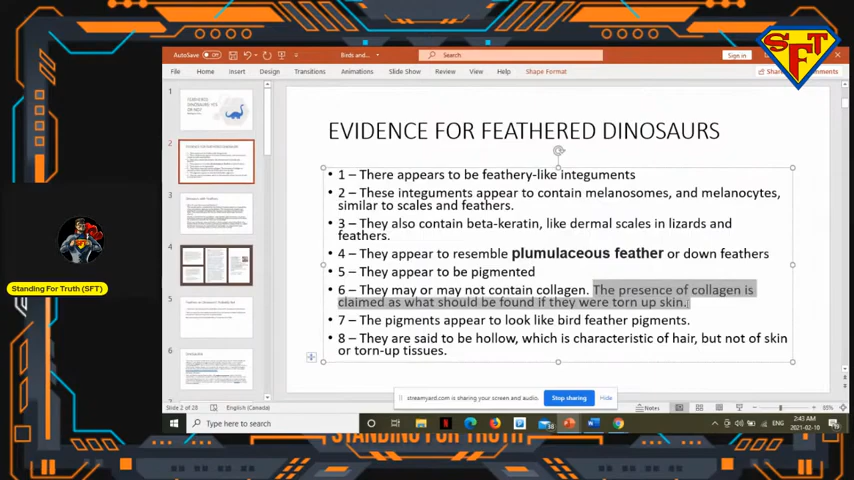 AutoSave
Off
Birds and...
Search
Sign in
File
Home
Insert
Design
Transitions
Animations
Slide Show
Review
View
Help
Shape Format
SFT
1
2
3
4
5
6
EVIDENCE FOR FEATHERED DINOSAURS
• 1 – There appears to be feathery-like integuments
• 2 – These integuments appear to contain melanosomes, and melanocytes,
similar to scales and feathers.
• 3 – They also contain beta-keratin, like dermal scales in lizards and
feathers.
• 4 – They appear to resemble plumulaceous feather or down feathers
• 5 – They appear to be pigmented
• 6 – They may or may not contain collagen. The presence of collagen is
claimed as what should be found if they were torn up skin.
• 7 – The pigments appear to look like bird feather pigments.
• 8 – They are said to be hollow, which is characteristic of hair, but not of skin
or torn-up tissues.
Standing For Truth (SFT)
streamyard.com is sharing your screen and audio.
Stop sharing
Hide
Slide 2 of 28
English (Canada)
Notes
85%
Type here to search
ENG
2:43 AM
2021-02-10
STANDING FOR TRUTH